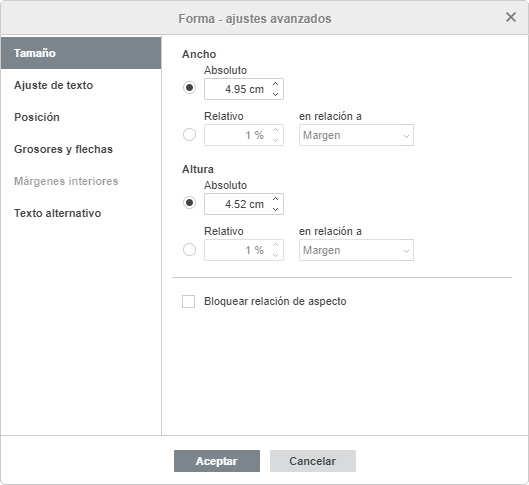 Forma - ajustes avanzados
Tamaño
Ajuste de texto
Posición
Grosores y flechas
Márgenes interiores
Texto alternativo
Ancho
Absoluto
4.95 cm
Relativo en relación a
1 % Margen
Altura
Absoluto
4.52 cm
Relativo en relación a
1 % Margen
Bloquear relación de aspecto
Aceptar Cancelar